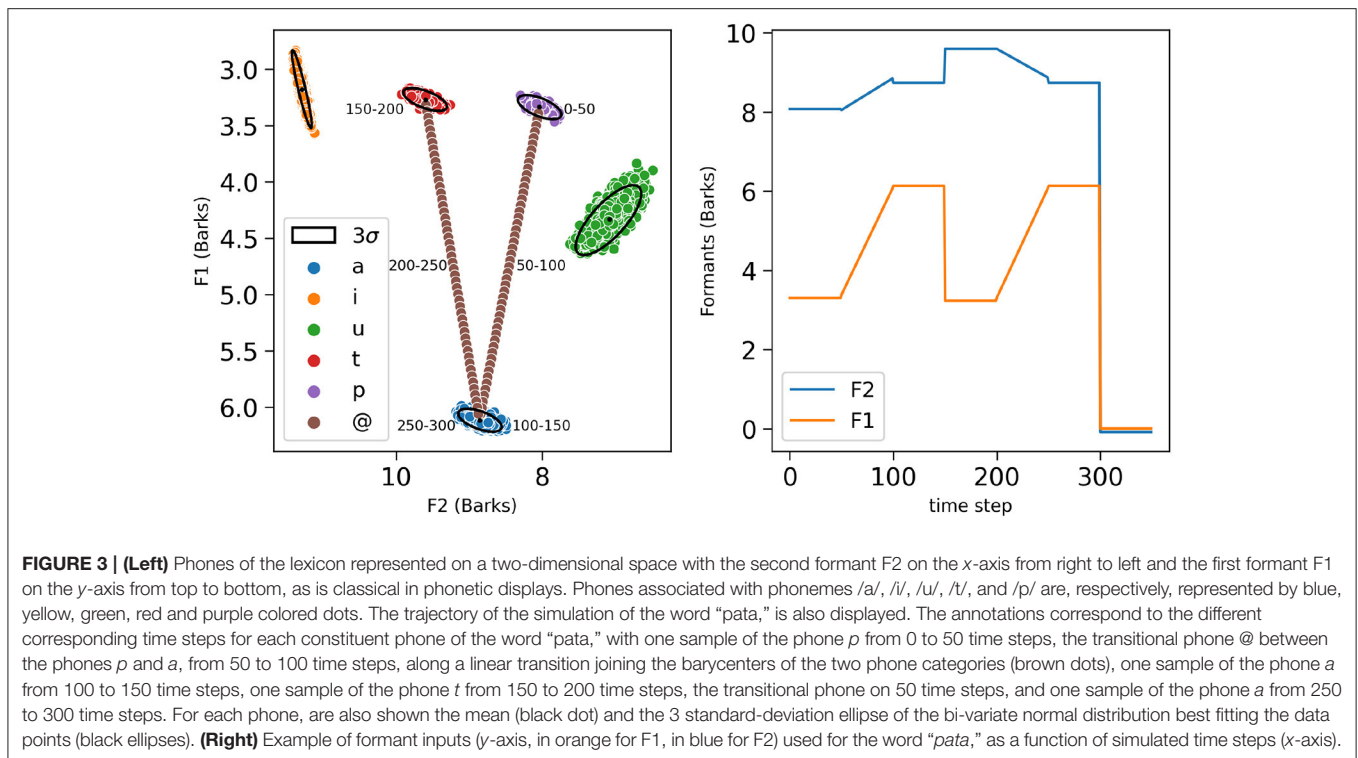 3.0
3.5
4.0
4.5
5.0
5.5
6.0
F1 (Barks)
150-200
0-50
200-250
50-100
250-300
100-150
3σ
a
i
u
t
p
@
10
8
F2 (Barks)
10
8
6
4
2
0
Formants (Barks)
F2
F1
0
100
200
300
time step
FIGURE 3 | (Left) Phones of the lexicon represented on a two-dimensional space with the second formant F2 on the x-axis from right to left and the first formant F1
on the y-axis from top to bottom, as is classical in phonetic displays. Phones associated with phonemes /a/, /i/, /u/, /t/, and /p/ are, respectively, represented by blue,
yellow, green, red and purple colored dots. The trajectory of the simulation of the word “pata,” is also displayed. The annotations correspond to the different
corresponding time steps for each constituent phone of the word “pata,” with one sample of the phone p from 0 to 50 time steps, the transitional phone @ between
the phones p and a, from 50 to 100 time steps, along a linear transition joining the barycenters of the two phone categories (brown dots), one sample of the phone a
from 100 to 150 time steps, one sample of the phone t from 150 to 200 time steps, the transitional phone on 50 time steps, and one sample of the phone a from 250
to 300 time steps. For each phone, are also shown the mean (black dot) and the 3 standard-deviation ellipse of the bi-variate normal distribution best fitting the data
points (black ellipses). (Right) Example of formant inputs (y-axis, in orange for F1, in blue for F2) used for the word “pata,” as a function of simulated time steps (x-axis).